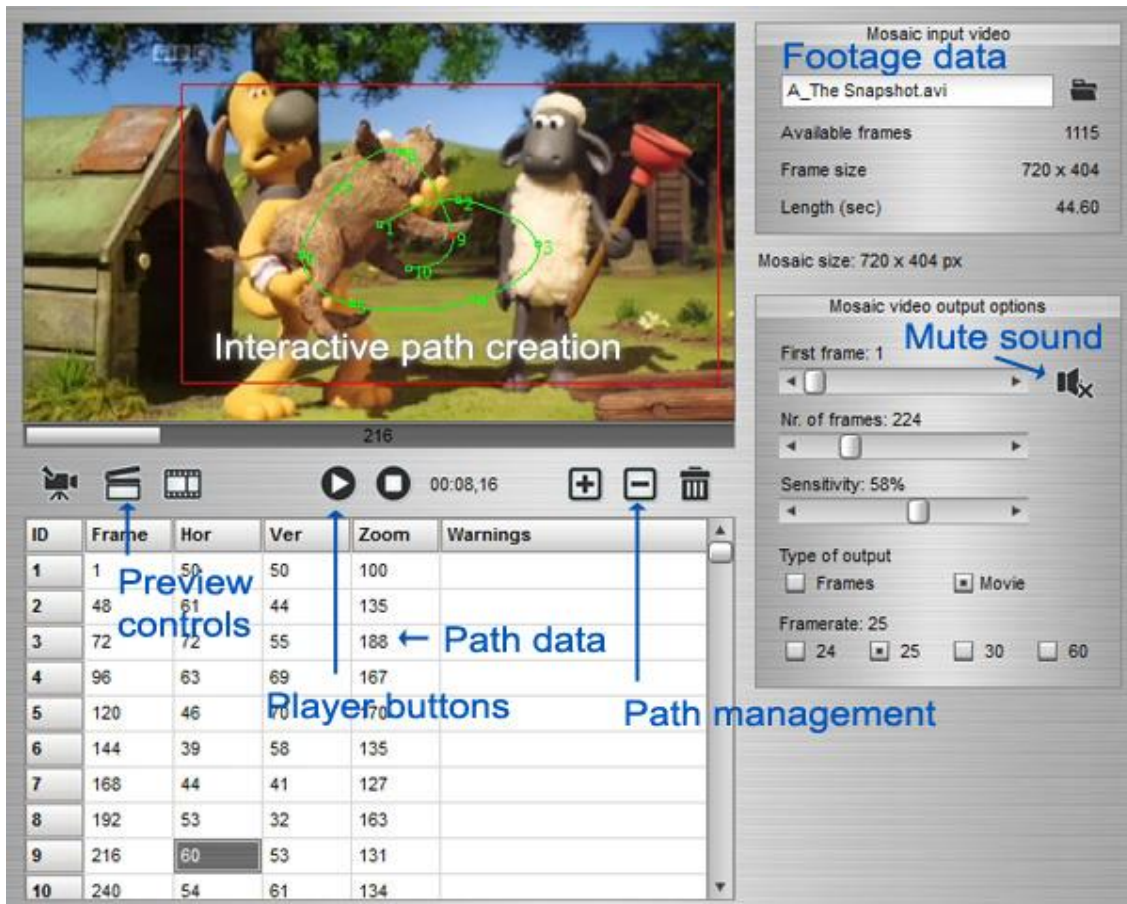 Mosaic input video
Footage data
A_The Snapshot.avi
Available frames 1115
Frame size 720 x 404
Length (sec) 44.60
Mosaic size: 720 x 404 px
Mosaic video output options
Mute sound
First frame: 1
Nr. of frames: 224
Sensitivity: 58%
Type of output
Frames Movie
Framerate: 25
24 25 30 60
1
2
3
9
10
Interactive path creation
216
00:08,16
ID Frame Hor Ver Zoom Warnings
1 1 50 50 100
2 48 61 44 135
3 72 72 55 188
4 96 63 69 167
5 120 46 70 170
6 144 39 58 135
7 168 44 41 127
8 192 53 32 163
9 216 60 53 131
10 240 54 61 134
Preview
controls
Path data
Player buttons
Path management